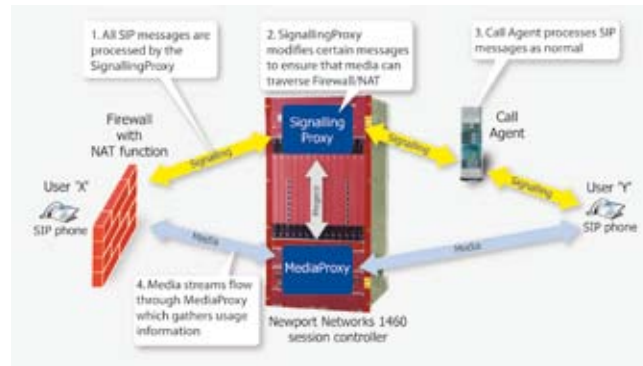 1. All SIP messages are
processed by the
SignallingProxy
2. SignallingProxy
modifies certain messages
to ensure that media can
traverse Firewall/NAT
3. Call Agent processes SIP
messages as normal
Firewall
with
NAT function
Signalling
Signalling
Proxy
Signalling
Call
Agent
Signalling
User "X"
SIP phone
Megaco
User "Y"
SIP phone
Media
MediaProxy
Media
4. Media streams flow
through MediaProxy
which gathers usage
information
Newport Networks 1460
session controller